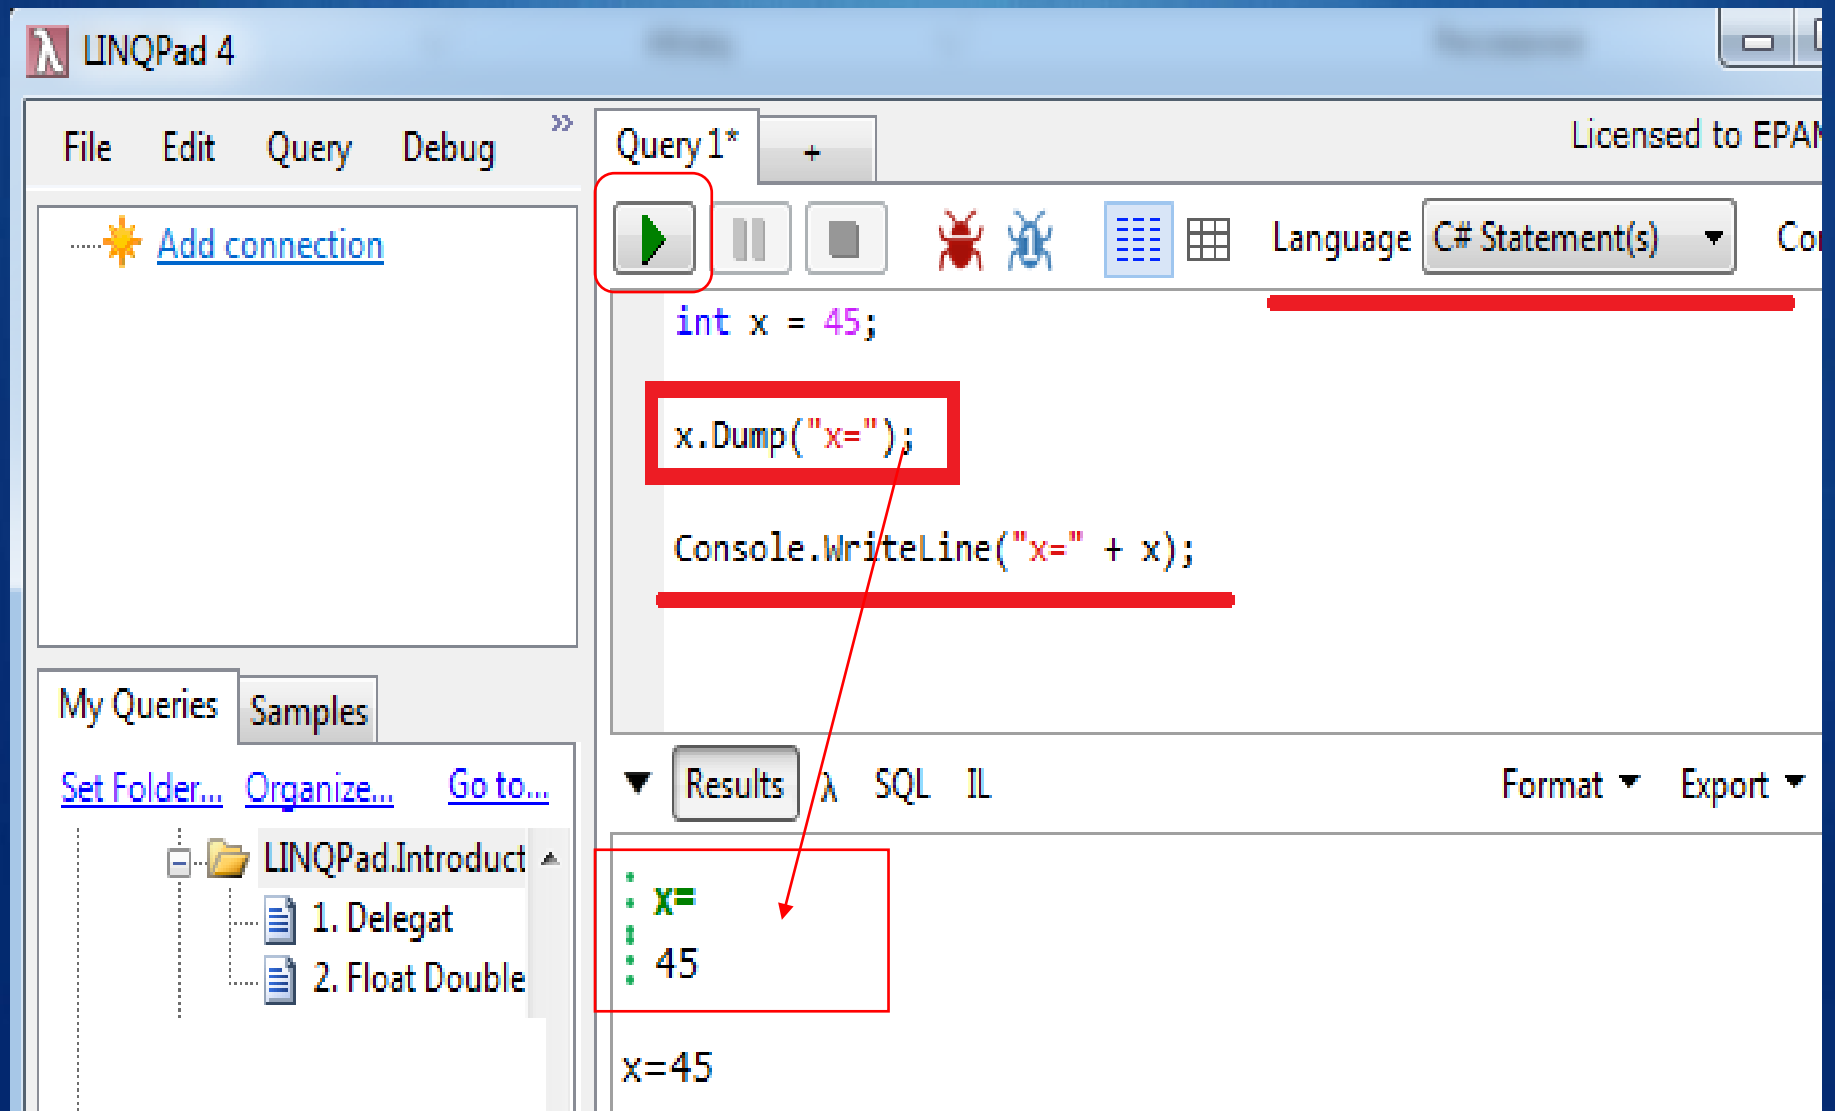 LINQPad 4
File Edit Query Debug »
Add connection
My Queries Samples
Set Folder... Organize... Go to...
LINQPad.Introduct
1. Delegat
2. Float Double
Query 1* +
Licensed to EPAM
Language C# Statement(s)
int x = 45;
x.Dump("x=");
Console.WriteLine("x=" + x);
Results λ SQL IL Format Export
x=
45
x=45